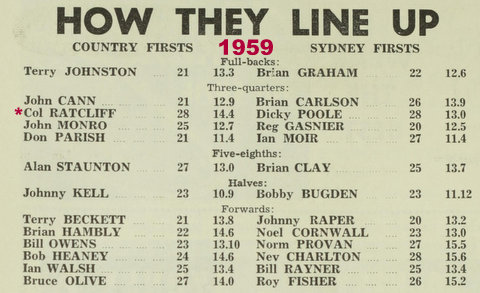 HOW THEY LINE UP
COUNTRY FIRSTS 1959 SYDNEY FIRSTS
Full-backs:
Terry JOHNSTON .... 21 13.3 Brian GRAHAM .... 22 12.6
Three-quarters:
John CANN .... 21 12.9 Brian CARLSON .... 26 13.9
*Col RATCLIFF .... 28 14.4 Dicky POOLE .... 28 13.0
John MONRO .... 25 12.7 Reg GASNIER .... 20 12.5
Don PARISH .... 21 11.4 Ian MOIR .... 27 11.4
Five-eighths:
Alan STAUNTON .... 27 13.0 Brian CLAY .... 25 13.7
Halves:
Johnny KELL .... 23 10.9 Bobby BUGDEN .... 23 11.12
Forwards:
Terry BECKETT .... 21 13.8 Johnny RAPER .... 20 13.2
Brian HAMBLY .... 22 14.6 Noel CORNWALL .... 23 13.0
Bill OWENS .... 23 13.10 Norm PROVAN .... 27 15.5
Bob HEANEY .... 24 14.6 Nev CHARLTON .... 28 15.6
Ian WALSH .... 25 13.4 Bill RAYNER .... 25 13.4
Bruce OLIVE .... 27 14.0 Roy FISHER .... 26 15.2